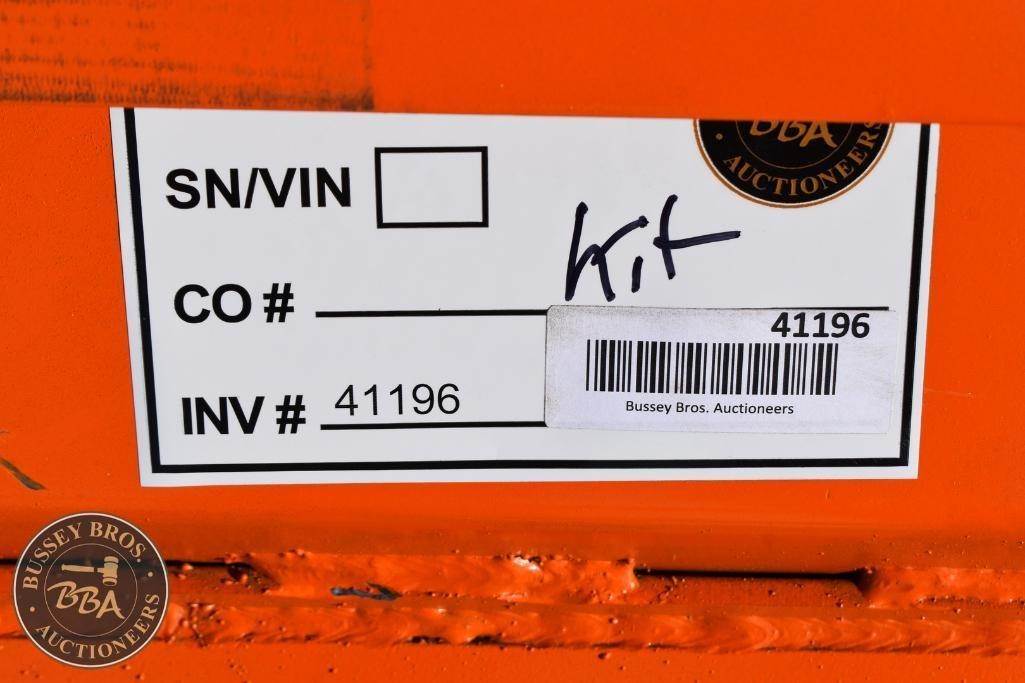 BBA
AUCTIONEERS
SN/VIN
Kit
CO #
41196
INV # 41196
Bussey Bros. Auctioneers
BUSSEY BROS.
BBA
AUCTIONEERS